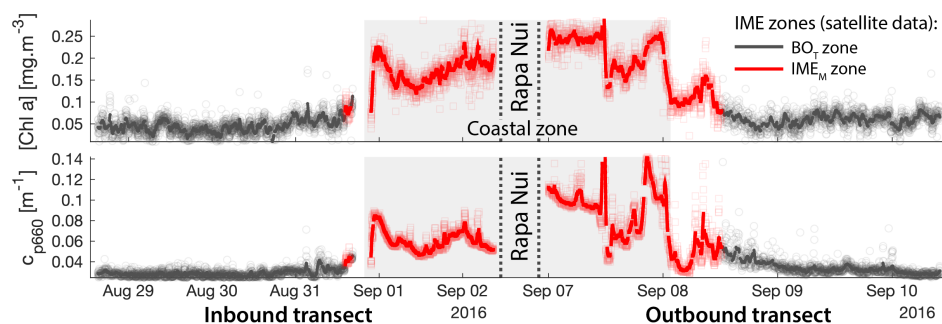 IME zones (satellite data):
BO_T zone
IME_M zone
[Chl a] [mg.m⁻³]
0.25
0.2
0.15
0.1
0.05
Rapa Nui
Coastal zone
c_p660 [m⁻¹]
0.14
0.12
0.1
0.08
0.06
0.04
Rapa Nui
Aug 29 Aug 30 Aug 31 Sep 01 Sep 02 Sep 07 Sep 08 Sep 09 Sep 10
2016 2016
Inbound transect Outbound transect